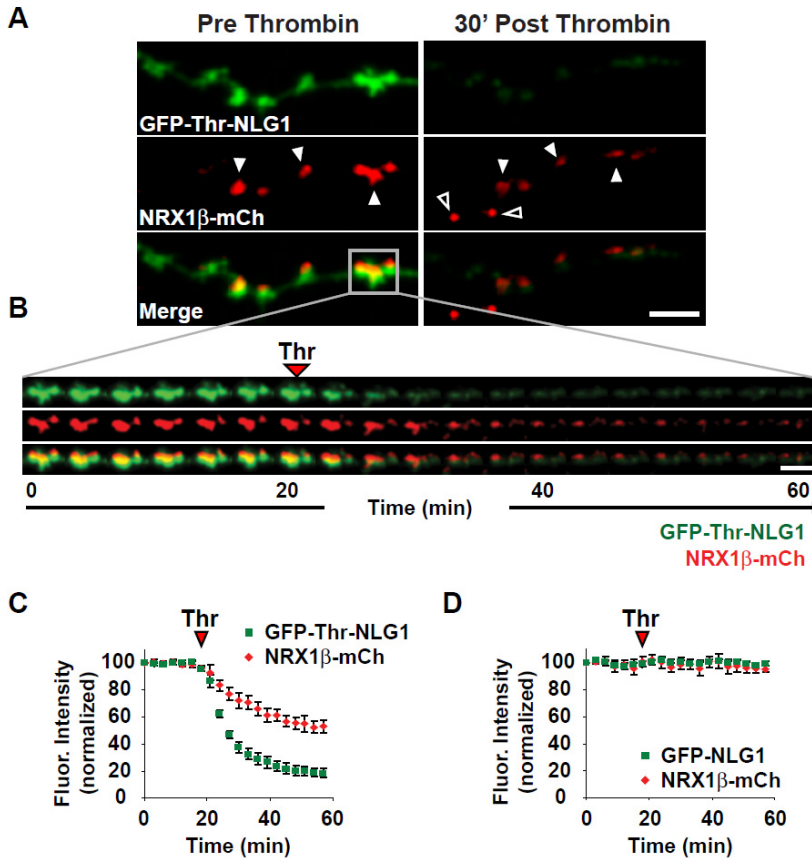 A
Pre Thrombin
30' Post Thrombin
GFP-Thr-NLG1
NRX1β-mCh
Merge
B
Thr
0 20 40 60
Time (min)
GFP-Thr-NLG1
NRX1β-mCh
C
Thr
GFP-Thr-NLG1
NRX1β-mCh
Fluor. Intensity
(normalized)
100
80
60
40
20
0
0 20 40 60
Time (min)
D
Thr
GFP-NLG1
NRX1β-mCh
Fluor. Intensity
(normalized)
100
80
60
40
20
0
0 20 40 60
Time (min)